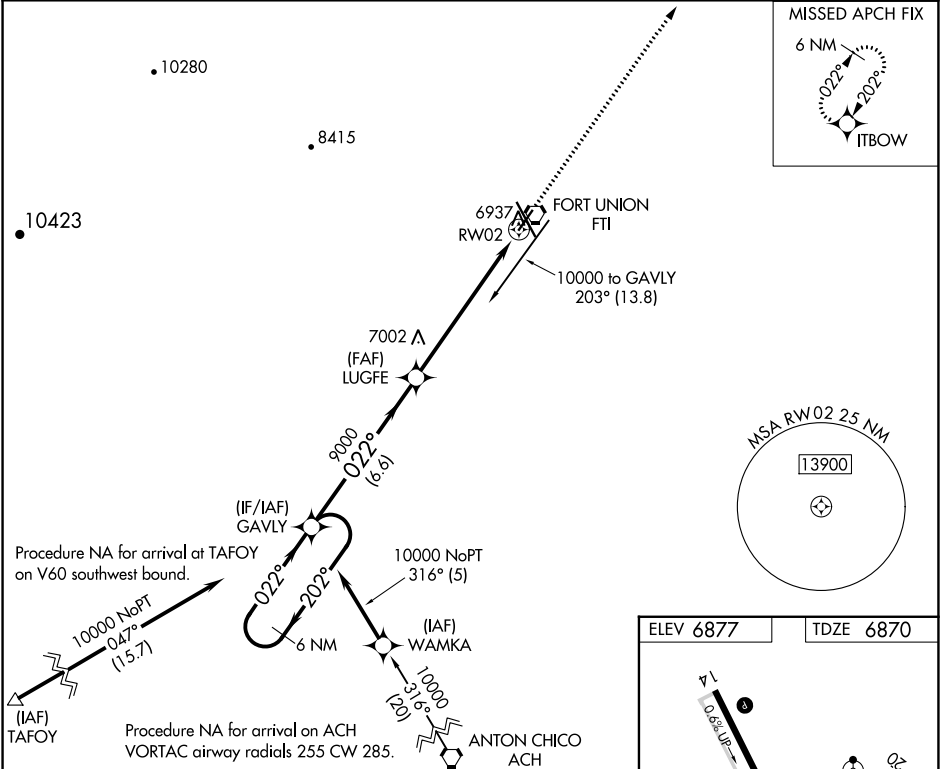 MISSED APCH FIX
6 NM
022°
202°
ITBOW
10280
8415
10423
6937
RW02
FORT UNION
FTI
10000 to GAVLY
203° (13.8)
7002
(FAF)
LUGFE
9000
022°
(6.6)
MSA RW02 25 NM
13900
(IF/IAF)
GAVLY
Procedure NA for arrival at TAFOY
on V60 southwest bound.
10000 NoPT
316° (5)
022°
202°
6 NM
10000 NoPT
047°
(15.7)
(IAF)
WAMKA
(IAF)
TAFOY
10000
316°
(20)
Procedure NA for arrival on ACH
VORTAC airway radials 255 CW 285.
ANTON CHICO
ACH
ELEV 6877
TDZE 6870
14
P
0.6% UP
20